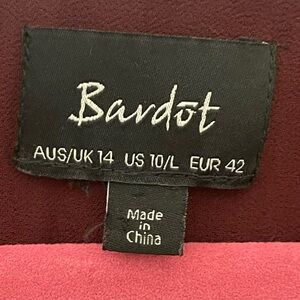 Bardot
AUS/UK 14 US 10/L EUR 42
Made
in
China